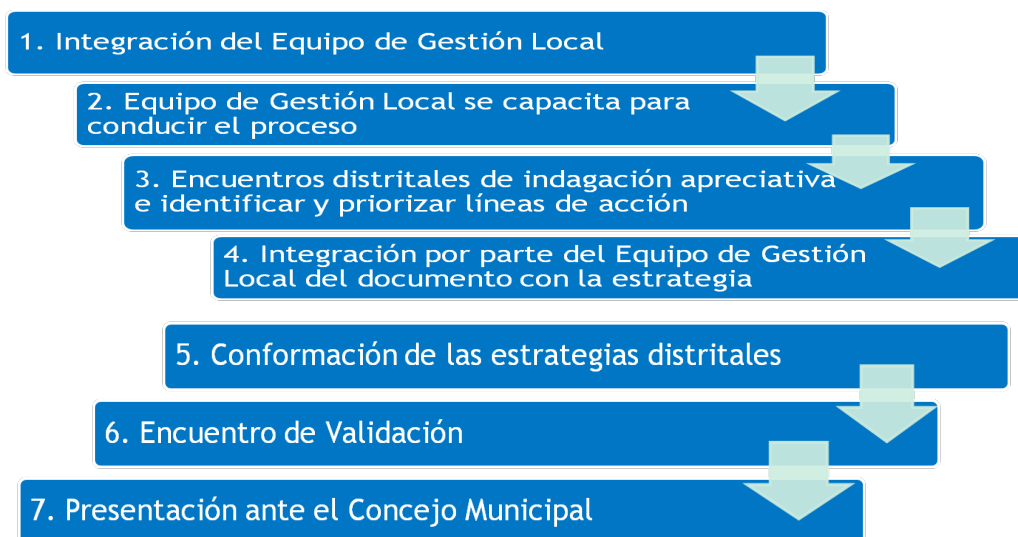 1. Integración del Equipo de Gestión Local
2. Equipo de Gestión Local se capacita para
conducir el proceso
3. Encuentros distritales de indagación apreciativa
e identificar y priorizar líneas de acción
4. Integración por parte del Equipo de Gestión
Local del documento con la estrategia
5. Conformación de las estrategias distritales
6. Encuentro de Validación
7. Presentación ante el Concejo Municipal